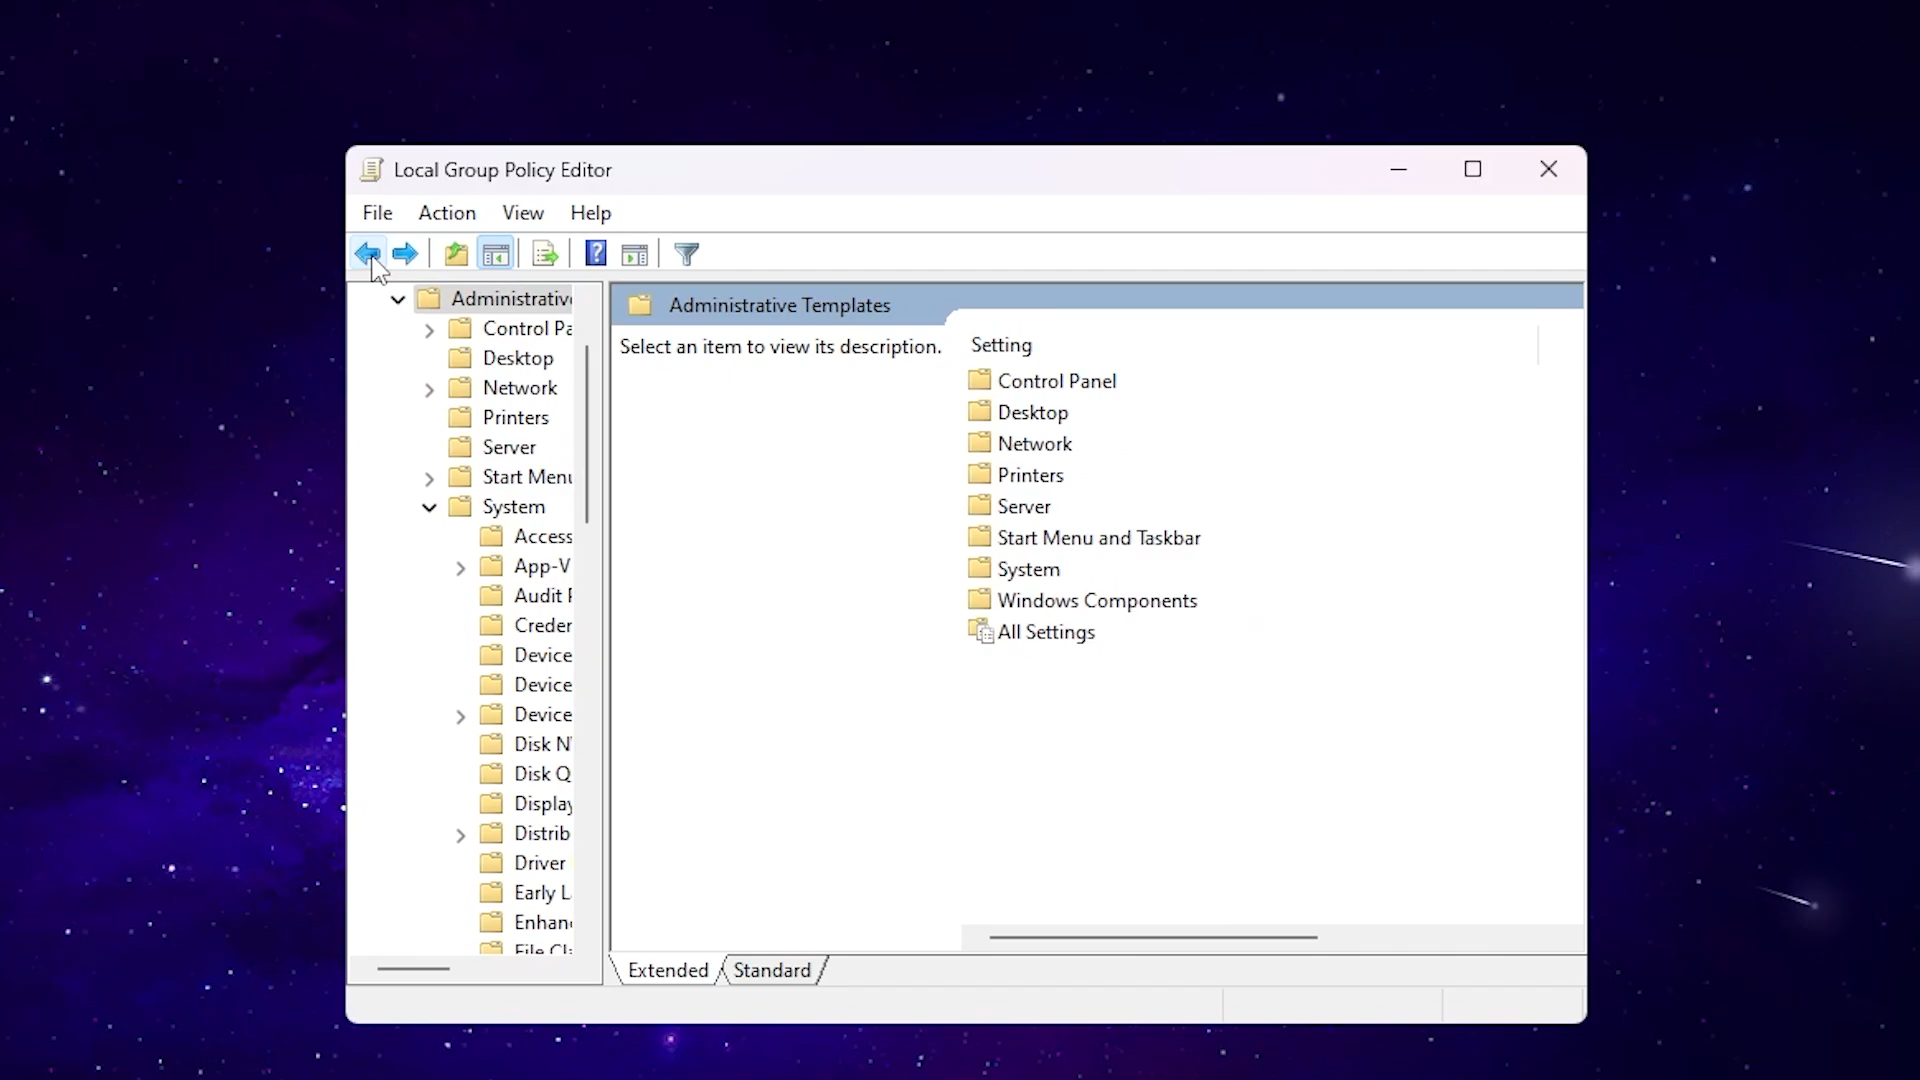 Local Group Policy Editor
File Action View Help
Administrative
Control Pa
Desktop
Network
Printers
Server
Start Menu
System
Access
App-V
Audit P
Creden
Device
Device
Device
Disk NV
Disk Q
Display
Distrib
Driver
Early L
Enhan
File Cla
Administrative Templates
Select an item to view its description.
Setting
Control Panel
Desktop
Network
Printers
Server
Start Menu and Taskbar
System
Windows Components
All Settings
Extended Standard